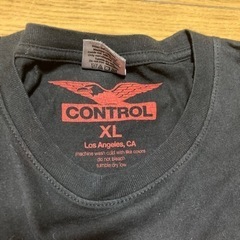 CONTROL
XL
Los Angeles, CA
machine wash cold with like colors
do not bleach
tumble dry low